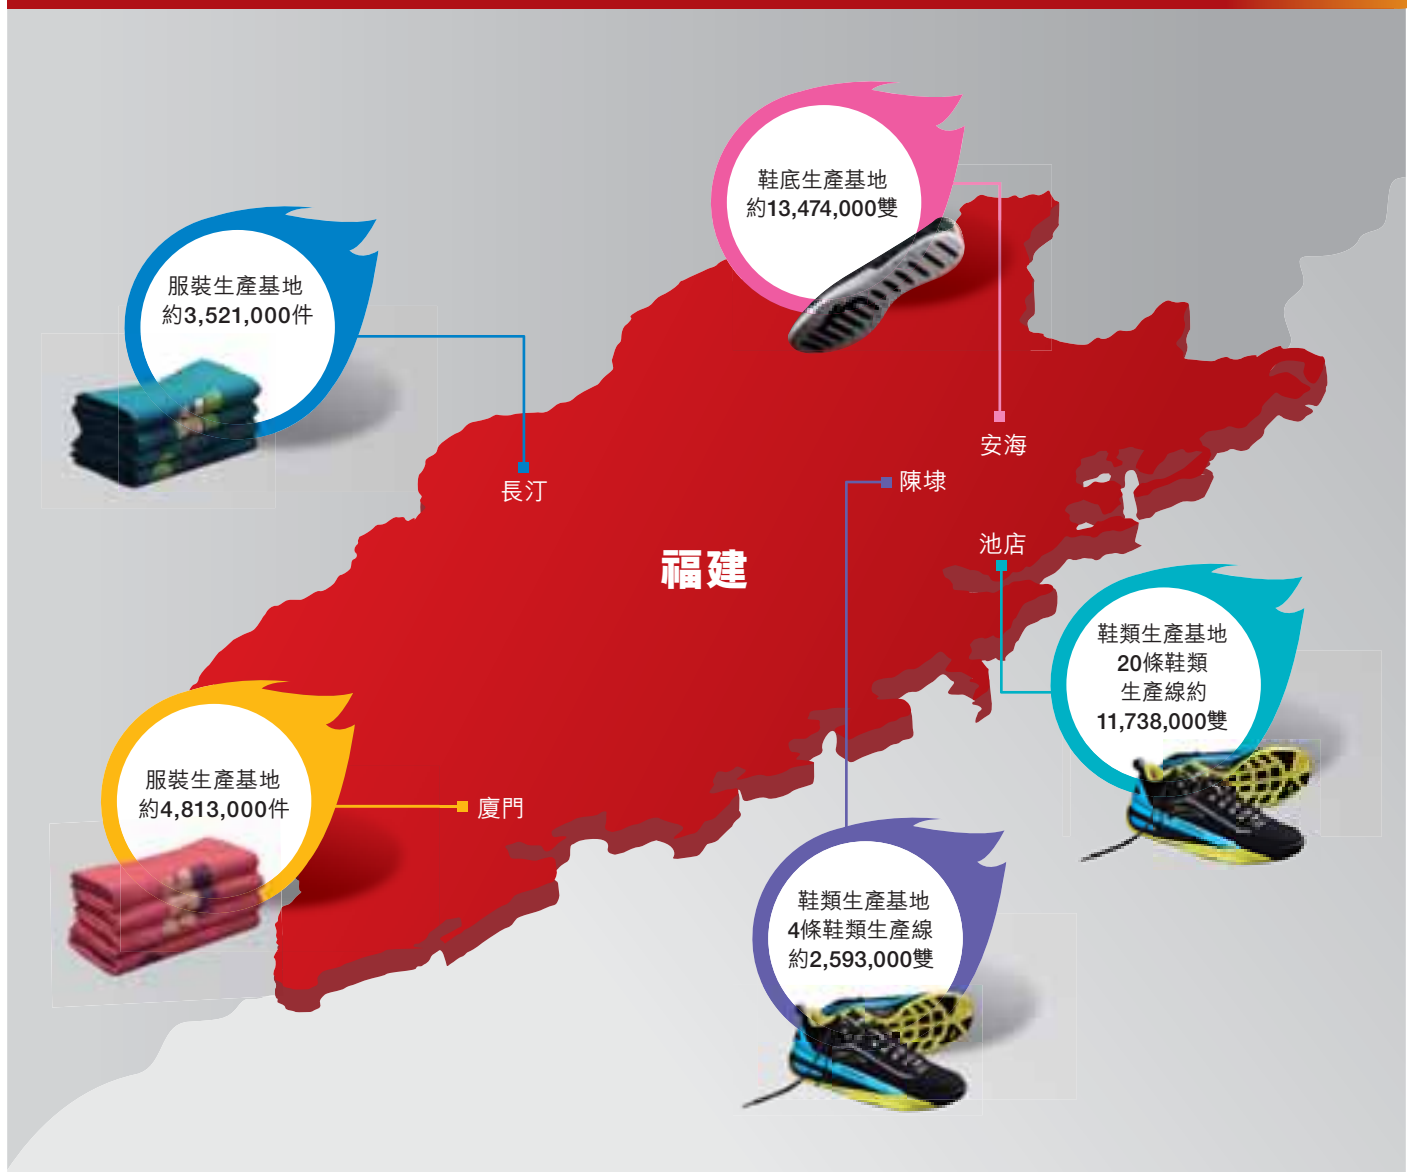 鞋底生產基地
約13,474,000雙
服裝生產基地
約3,521,000件
安海
陳埭
長汀
池店
福建
鞋類生產基地
20條鞋類
生產線約
11,738,000雙
服裝生產基地
約4,813,000件
廈門
鞋類生產基地
4條鞋類生產線
約2,593,000雙